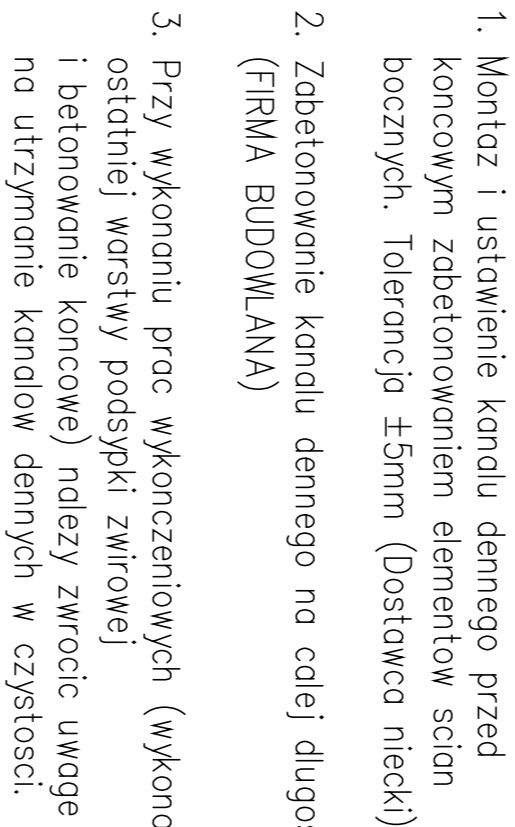 1. Montaz i ustawienie kanalu dennego przed
koncowym zabetonowaniem elementow scian
bocznych. Tolerancja ±5mm (Dostawca niecki)
2. Zabetonowanie kanalu dennego na calej
(FIRMA BUDOWLANA)
3. Przy wykonaniu prac wykonczeniowych
ostatniej warstwy podsypki zwirowej
i betonowanie koncowe) nalezy zwrocic uwage
na utrzymanie kanalow dennych w czystosci.